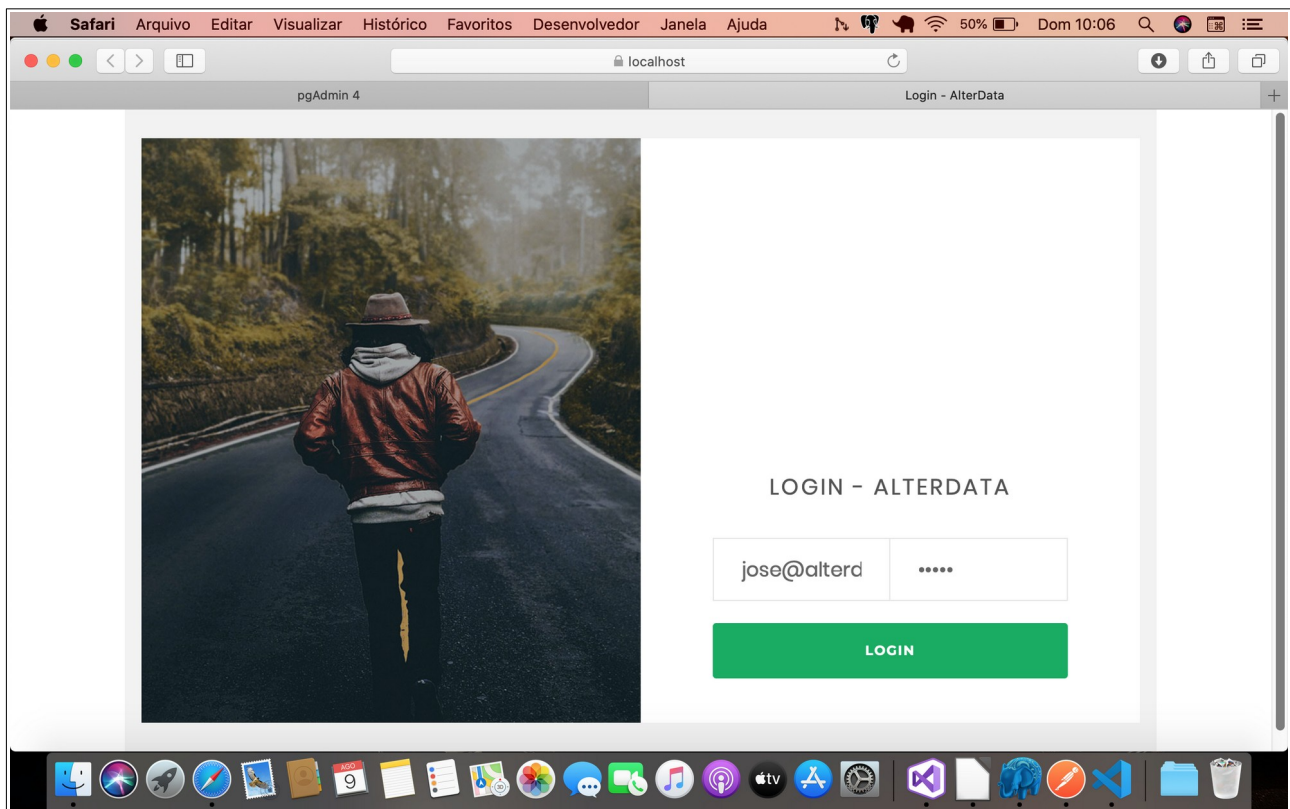 Safari Arquivo Editar Visualizar Histórico Favoritos Desenvolvedor Janela Ajuda 50% Dom 10:06
localhost
pgAdmin 4 Login - AlterData
LOGIN - ALTERDATA
jose@alterd •••••
LOGIN
AGO
9
tv